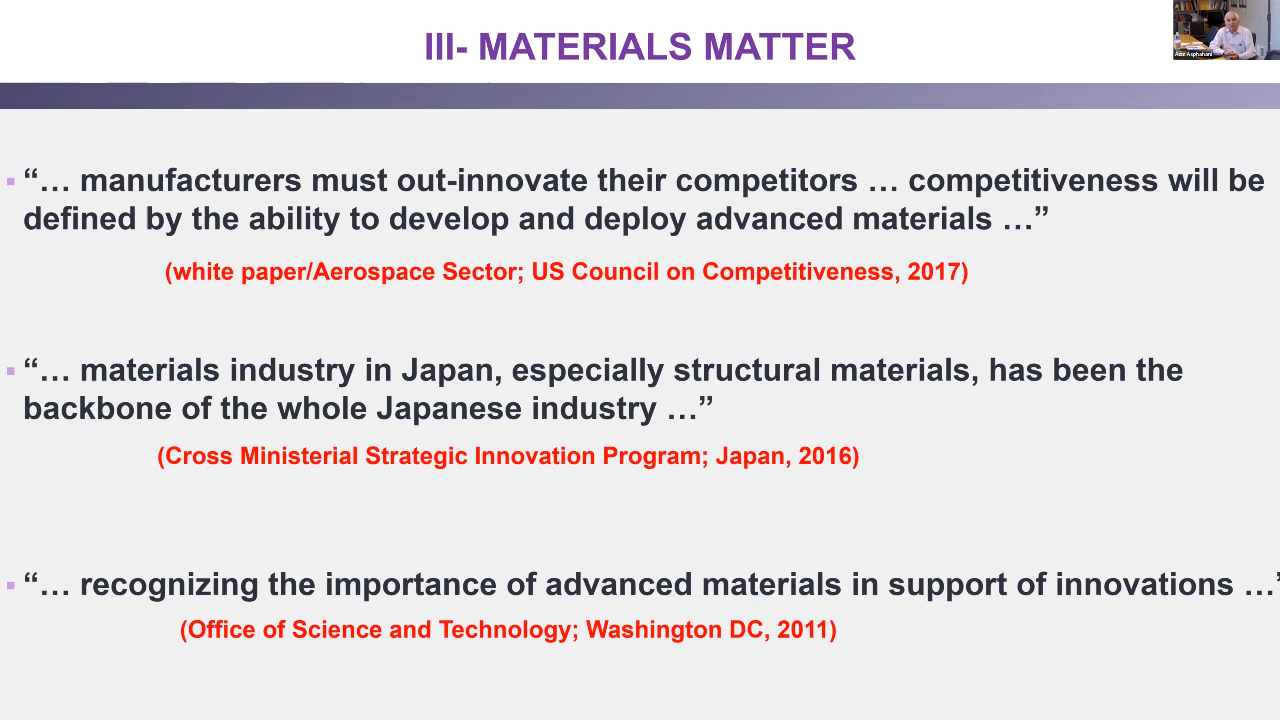 III- MATERIALS MATTER
Aziz Asphahani
▪ “… manufacturers must out-innovate their competitors … competitiveness will be
defined by the ability to develop and deploy advanced materials …”
(white paper/Aerospace Sector; US Council on Competitiveness, 2017)
▪ “… materials industry in Japan, especially structural materials, has been the
backbone of the whole Japanese industry …”
(Cross Ministerial Strategic Innovation Program; Japan, 2016)
▪ “… recognizing the importance of advanced materials in support of innovations …”
(Office of Science and Technology; Washington DC, 2011)